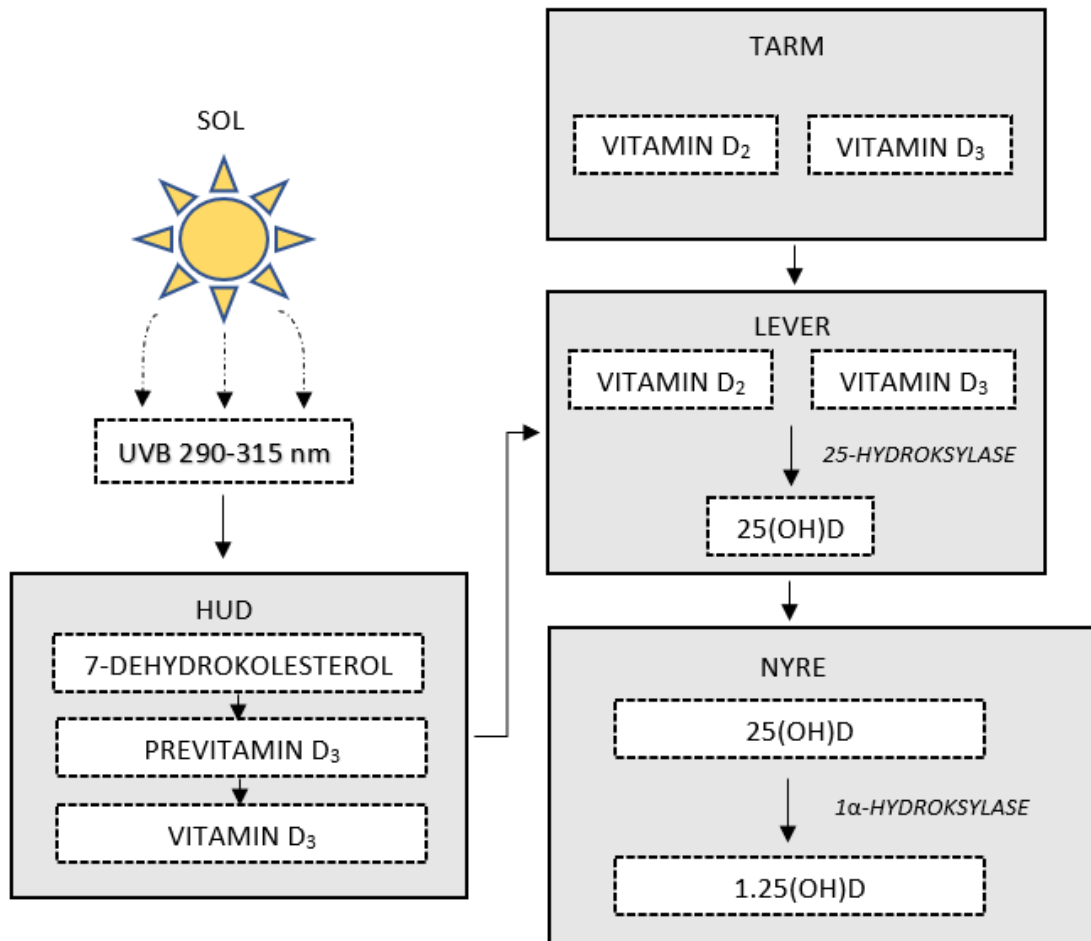 SOL
UVB 290-315 nm
HUD
7-DEHYDROKOLESTEROL
PREVITAMIN D₃
VITAMIN D₃
TARM
VITAMIN D₂
VITAMIN D₃
LEVER
VITAMIN D₂
VITAMIN D₃
25-HYDROKSYLASE
25(OH)D
NYRE
25(OH)D
1α-HYDROKSYLASE
1.25(OH)D